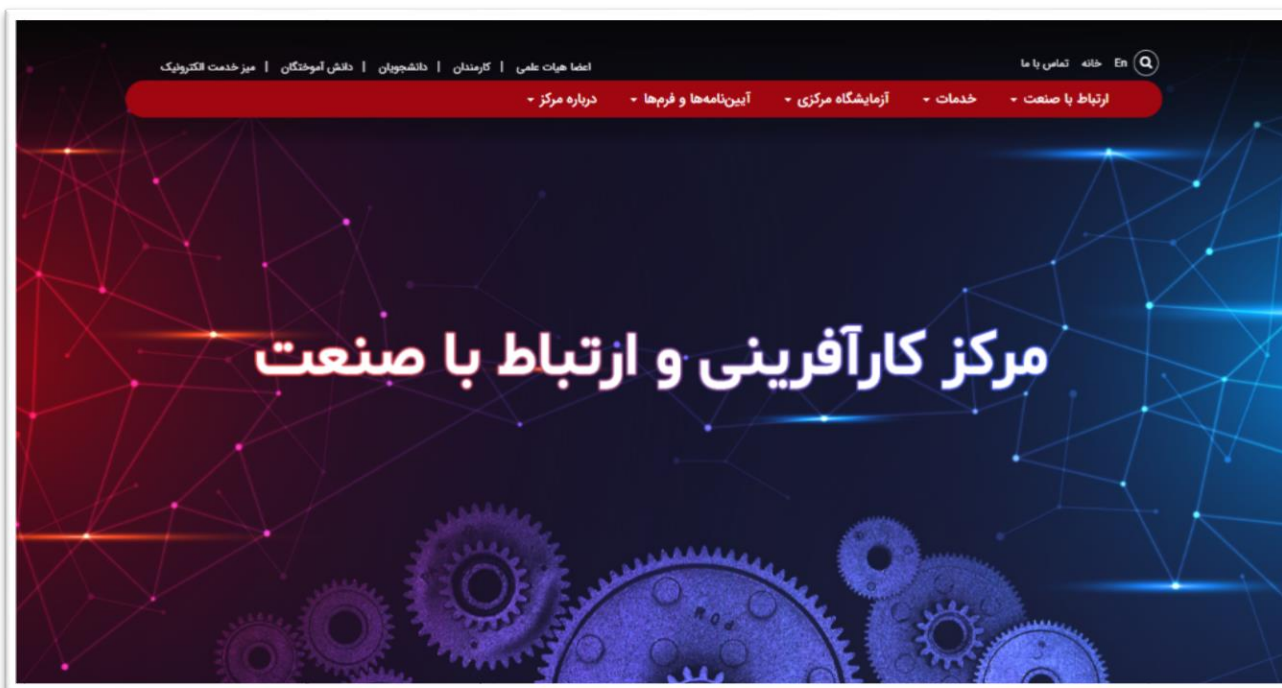 En خانه تماس با ما
اعضا هیات علمی | کارمندان | دانشجویان | دانش آموختگان | میز خدمت الکترونیک
ارتباط با صنعت خدمات آزمایشگاه مرکزی آیین‌نامه‌ها و فرم‌ها درباره مرکز
مرکز کارآفرینی و ارتباط با صنعت